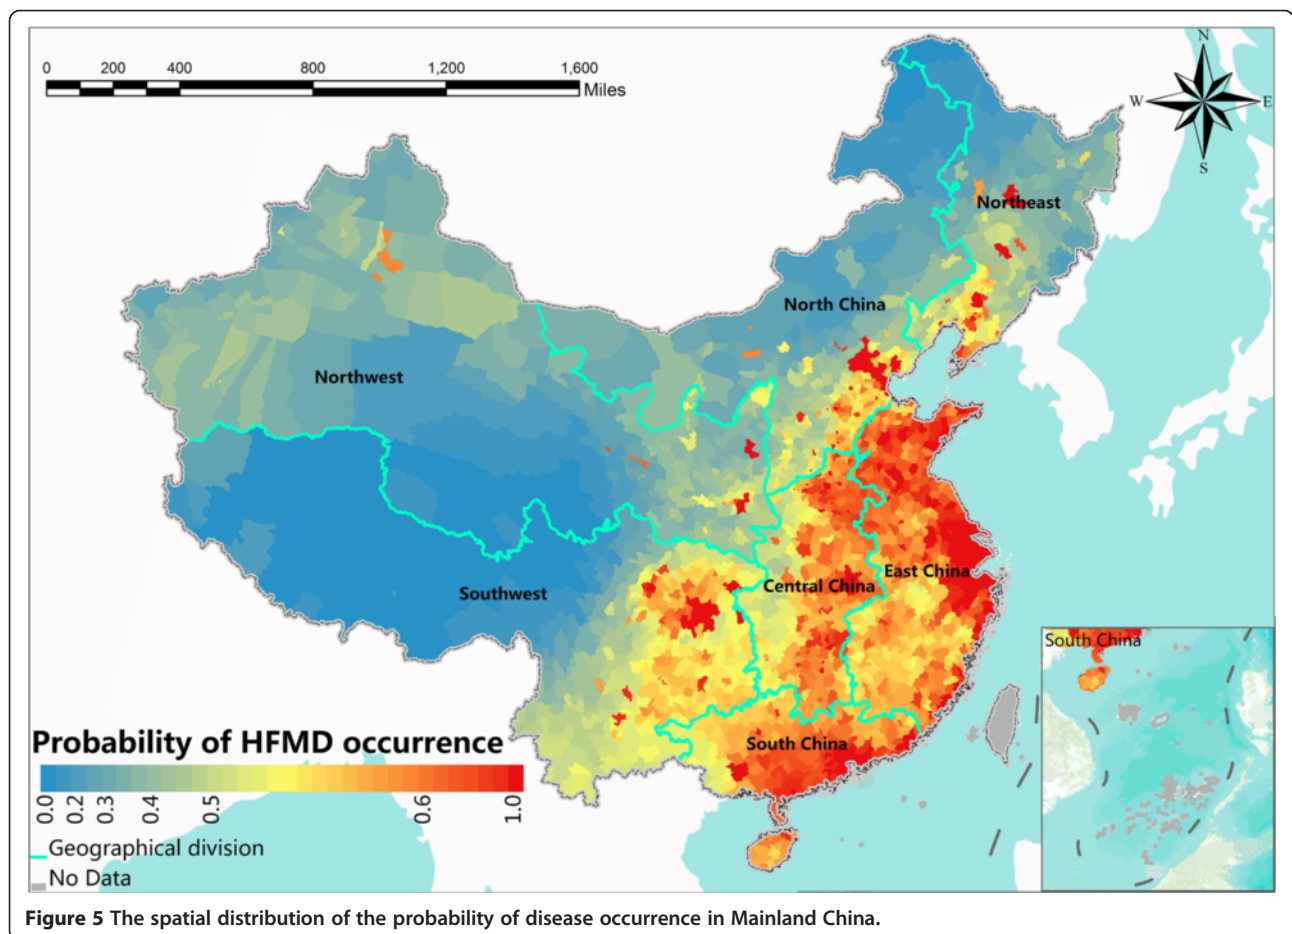 0 200 400 800 1,200 1,600
Miles
N
W E
S
Northeast
North China
Northwest
Southwest
Central China
East China
South China
South China
Probability of HFMD occurrence
0.0 0.2 0.3 0.4 0.5 0.6 1.0
Geographical division
No Data
Figure 5 The spatial distribution of the probability of disease occurrence in Mainland China.